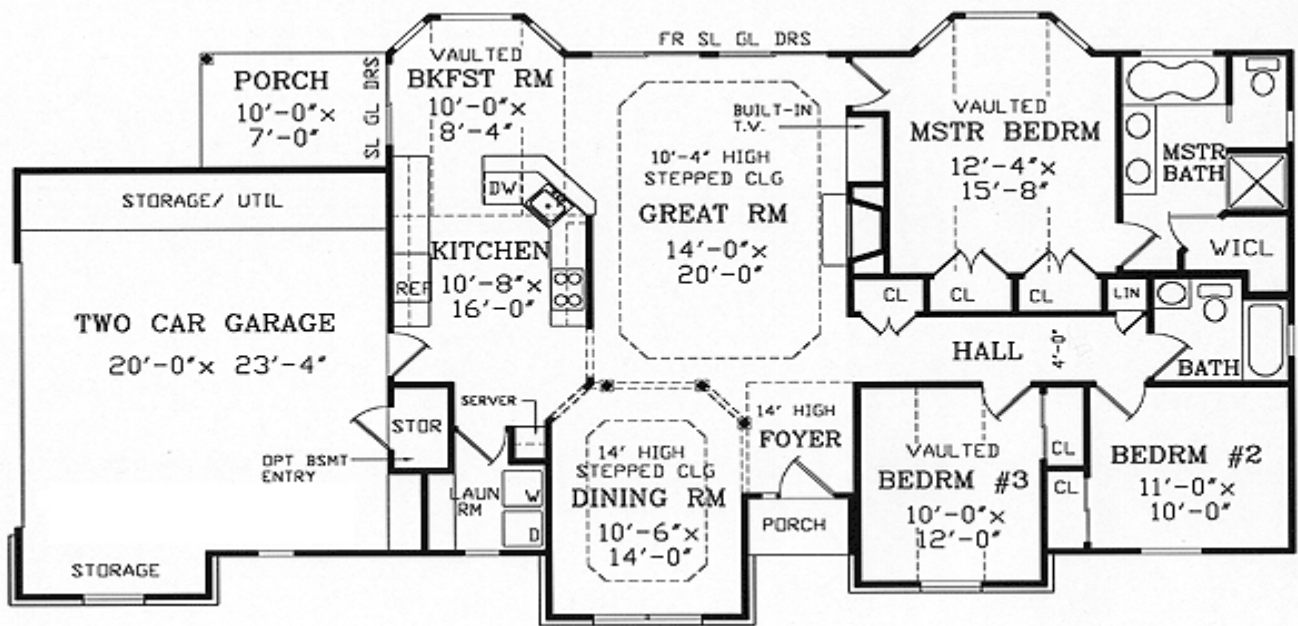 PORCH
10'-0"x
7'-0"
SL GL DRS
VAULTED
BKFST RM
10'-0"x
8'-4"
FR SL GL DRS
BUILT-IN
T.V.
10'-4" HIGH
STEPPED CLG
GREAT RM
14'-0"x
20'-0"
VAULTED
MSTR BEDRM
12'-4"x
15'-8"
MSTR
BATH
WICL
STORAGE/ UTIL
DW
KITCHEN
10'-8"x
16'-0"
REF
TWO CAR GARAGE
20'-0"x 23'-4"
CL
CL
CL
LIN
HALL
4'-0"
BATH
STOR
SERVER
OPT BSMT
ENTRY
LAUN
RM
W
D
14' HIGH
STEPPED CLG
DINING RM
10'-6"x
14'-0"
14' HIGH
FOYER
PORCH
VAULTED
BEDRM #3
10'-0"x
12'-0"
CL
CL
BEDRM #2
11'-0"x
10'-0"
STORAGE